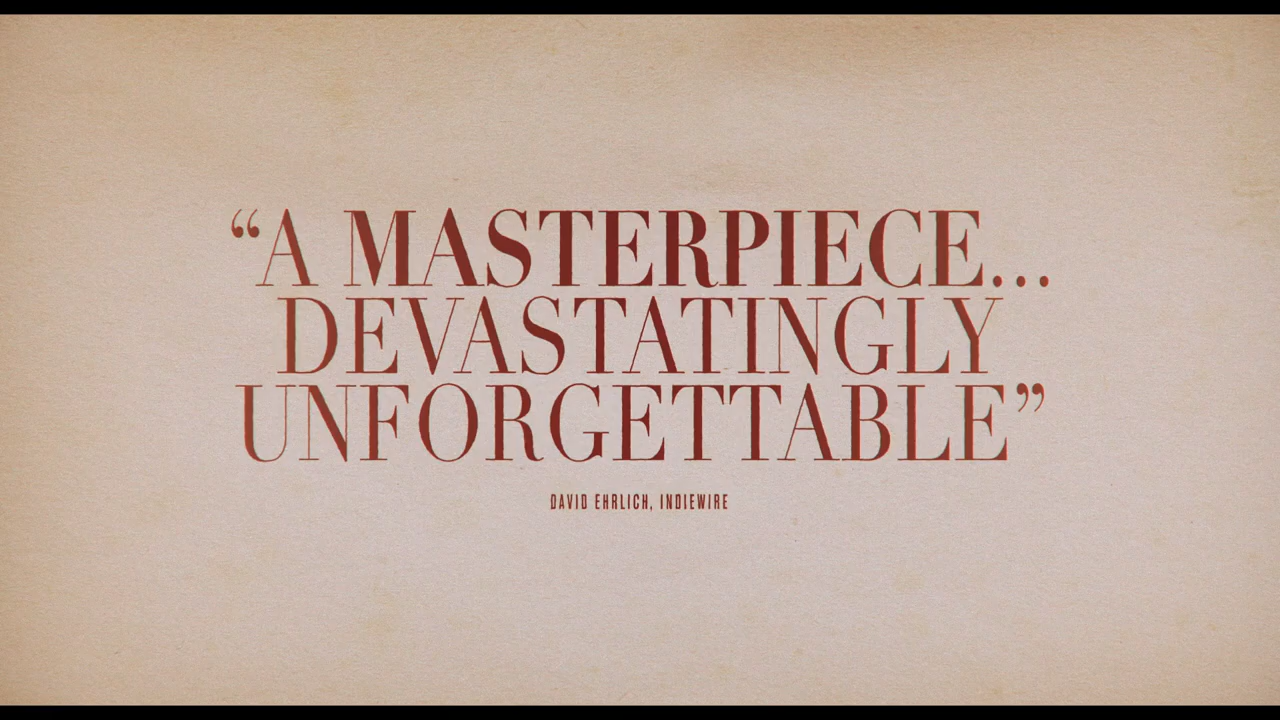 “A MASTERPIECE...
DEVASTATINGLY
UNFORGETTABLE”
DAVID EHRLICH, INDIEWIRE